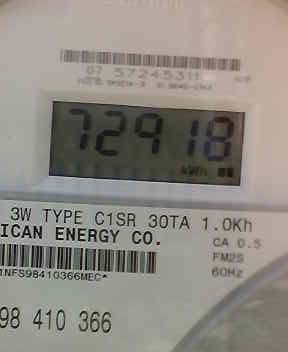 07 57245311
72918
kWh
3W TYPE C1SR 30TA 1.0Kh
ICAN ENERGY CO.
CA 0.5
FM2S
60Hz
1NFS98410366MEC*
98 410 366